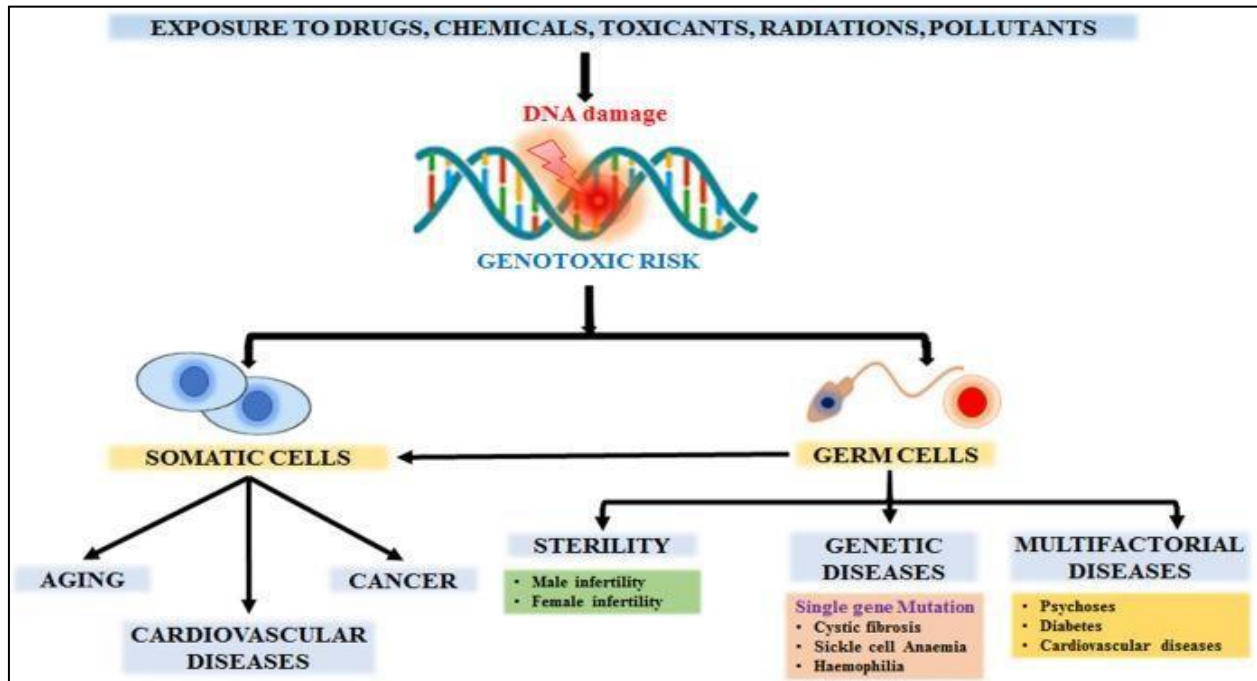 EXPOSURE TO DRUGS, CHEMICALS, TOXICANTS, RADIATIONS, POLLUTANTS
DNA damage
GENOTOXIC RISK
SOMATIC CELLS
GERM CELLS
AGING
CARDIOVASCULAR
DISEASES
CANCER
STERILITY
• Male infertility
• Female infertility
GENETIC
DISEASES
Single gene Mutation
• Cystic fibrosis
• Sickle cell Anaemia
• Haemophilia
MULTIFACTORIAL
DISEASES
• Psychoses
• Diabetes
• Cardiovascular diseases